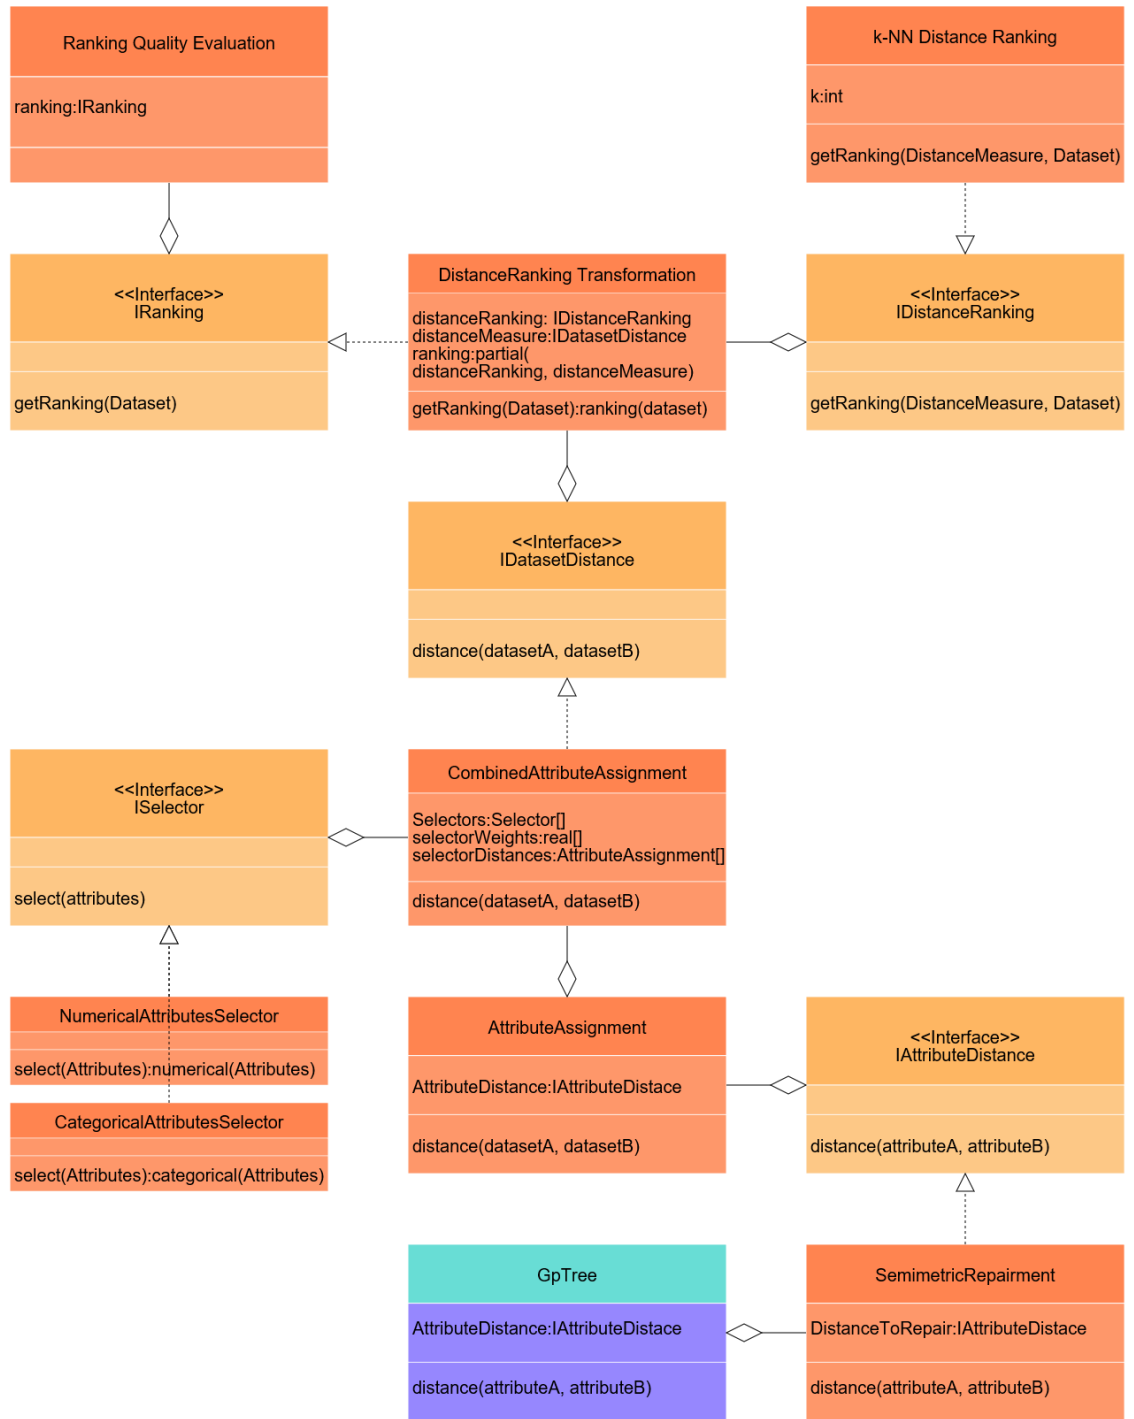 Ranking Quality Evaluation
ranking:IRanking
k-NN Distance Ranking
k:int
getRanking(DistanceMeasure, Dataset)
<<Interface>>
IRanking
getRanking(Dataset)
DistanceRanking Transformation
distanceRanking: IDistanceRanking
distanceMeasure:IDatasetDistance
ranking:partial(
distanceRanking, distanceMeasure)
getRanking(Dataset):ranking(dataset)
<<Interface>>
IDistanceRanking
getRanking(DistanceMeasure, Dataset)
<<Interface>>
IDatasetDistance
distance(datasetA, datasetB)
<<Interface>>
ISelector
select(attributes)
CombinedAttributeAssignment
Selectors:Selector[]
selectorWeights:real[]
selectorDistances:AttributeAssignment[]
distance(datasetA, datasetB)
NumericalAttributesSelector
select(Attributes):numerical(Attributes)
CategoricalAttributesSelector
select(Attributes):categorical(Attributes)
AttributeAssignment
AttributeDistance:IAttributeDistace
distance(datasetA, datasetB)
<<Interface>>
IAttributeDistance
distance(attributeA, attributeB)
GpTree
AttributeDistance:IAttributeDistace
distance(attributeA, attributeB)
SemimetricRepairment
DistanceToRepair:IAttributeDistace
distance(attributeA, attributeB)